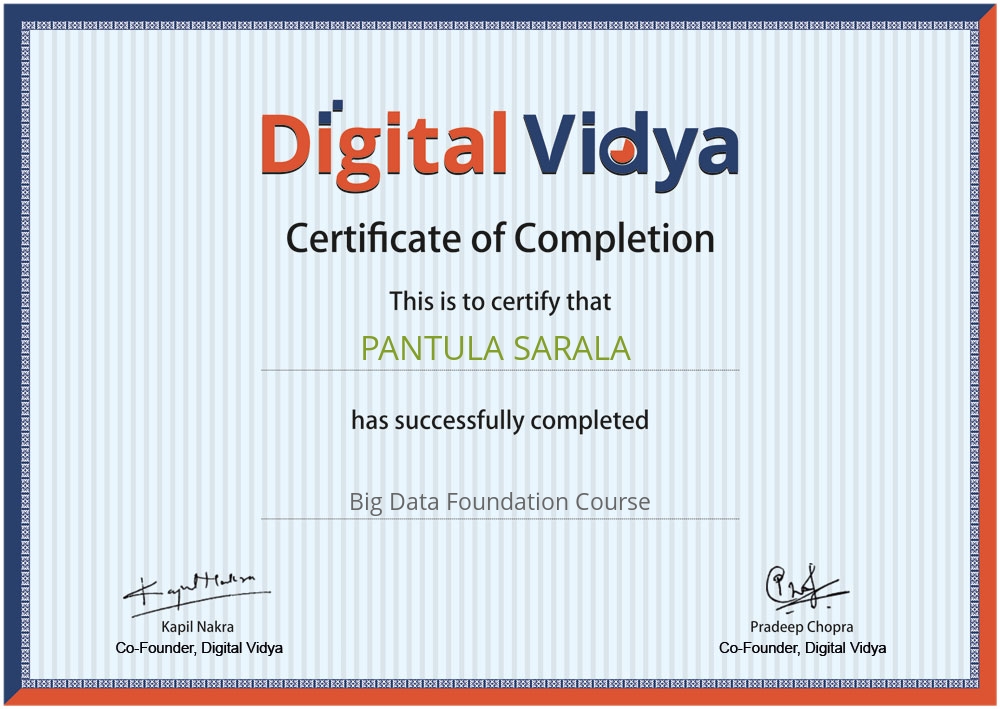 Digital Vidya
Certificate of Completion
This is to certify that
PANTULA SARALA
has successfully completed
Big Data Foundation Course
Kapil Nakra
Kapil Nakra
Co-Founder, Digital Vidya
Pradeep Chopra
Co-Founder, Digital Vidya